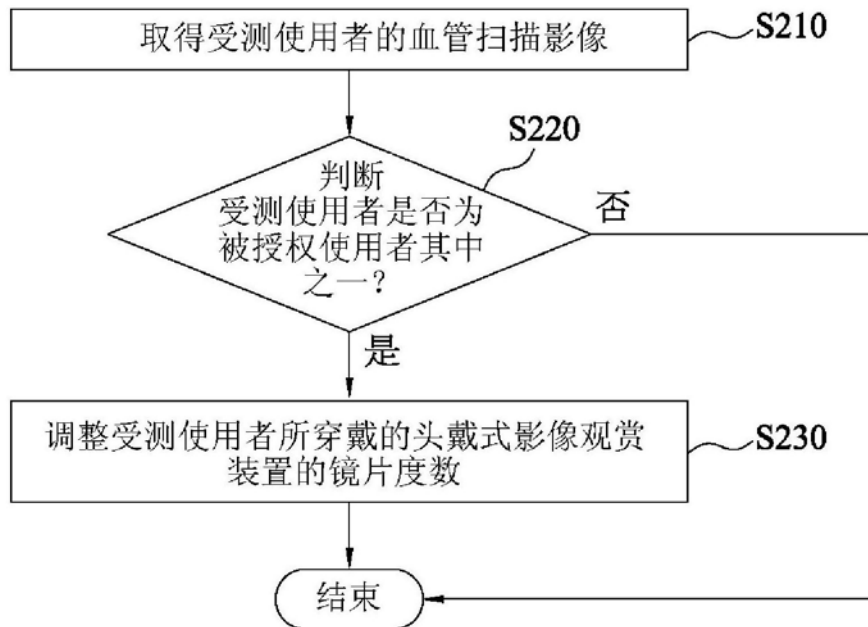 取得受测使用者的血管扫描影像
S210
S220
判断
受测使用者是否为
被授权使用者其中
之一？
否
是
调整受测使用者所穿戴的头戴式影像观赏
装置的镜片度数
S230
结束